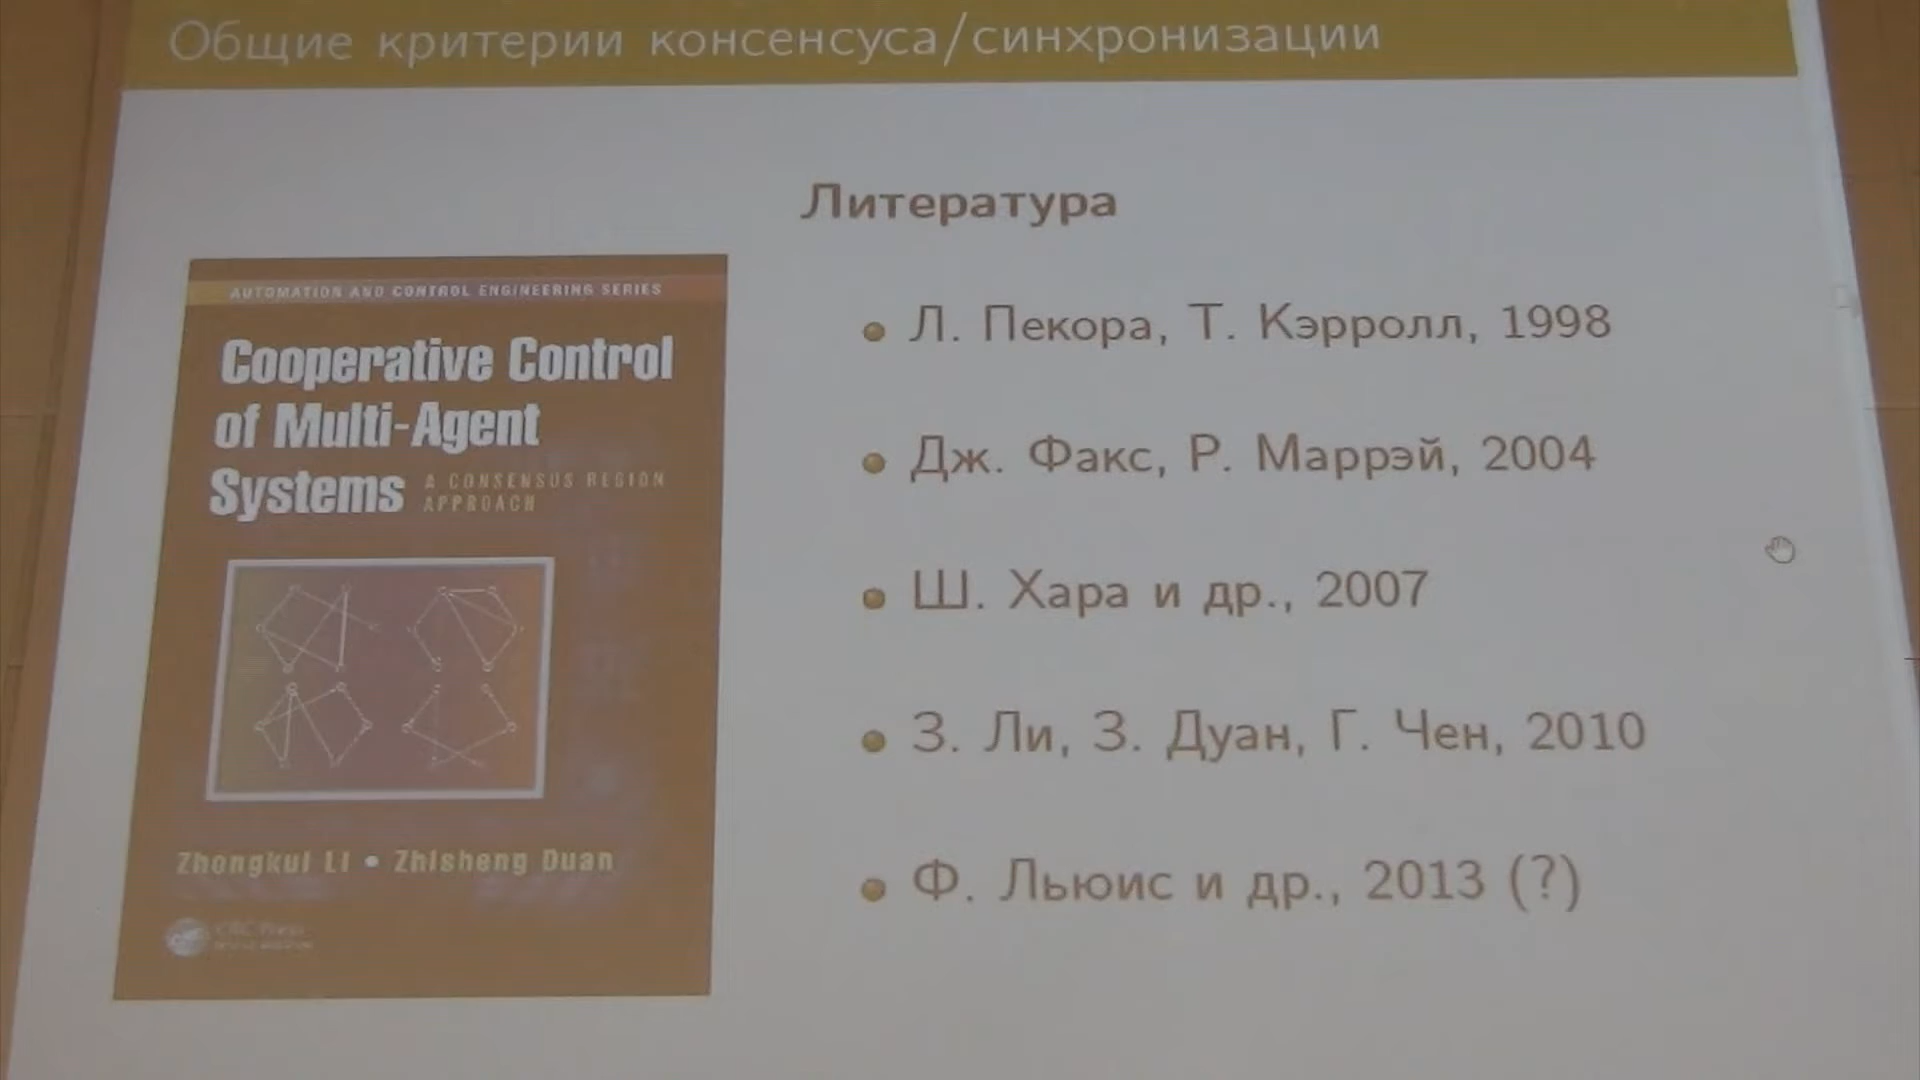 Общие критерии консенсуса/синхронизации
Литература
AUTOMATION AND CONTROL ENGINEERING SERIES
Cooperative Control
of Multi-Agent
Systems
A CONSENSUS REGION
APPROACH
Zhongkui Li • Zhisheng Duan
CRC Press
Л. Пекора, Т. Кэрролл, 1998
Дж. Факс, Р. Маррэй, 2004
Ш. Хара и др., 2007
З. Ли, З. Дуан, Г. Чен, 2010
Ф. Льюис и др., 2013 (?)